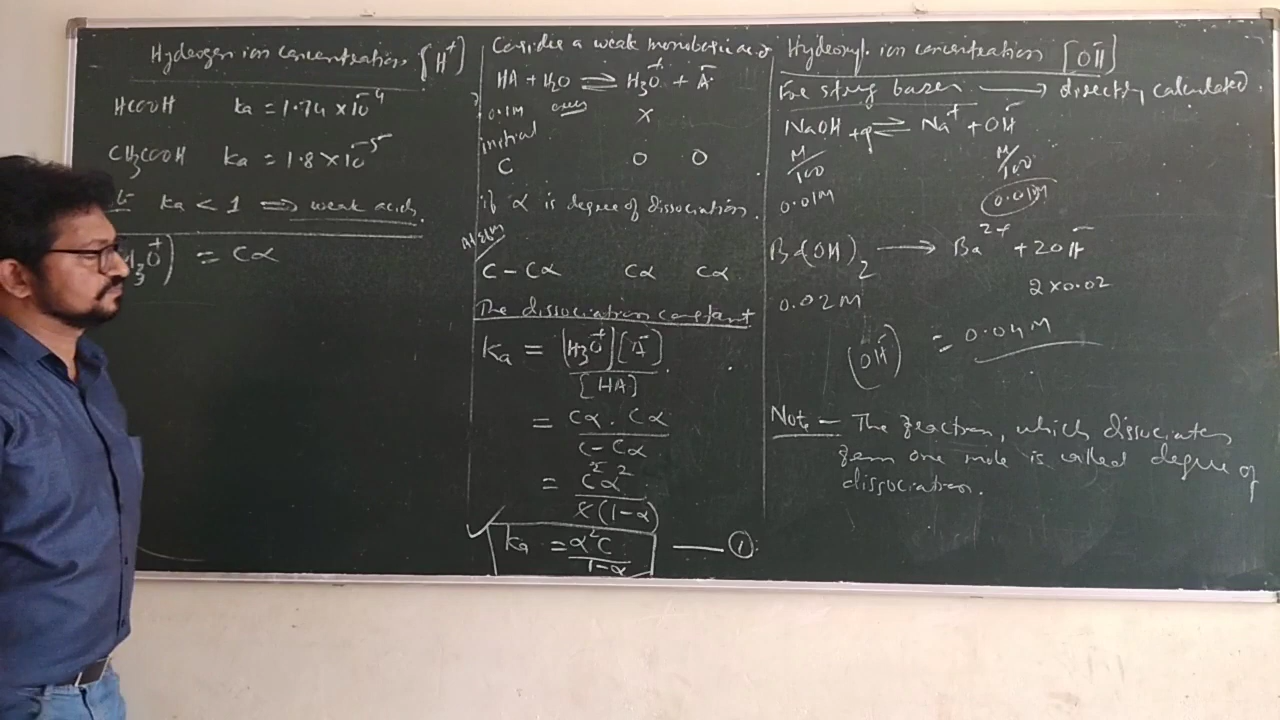 Hydrogen ion concentration [H⁺]
HCOOH Ka = 1.74 × 10⁻⁴
CH₃COOH Ka = 1.8 × 10⁻⁵
Ka < 1 ⟹ weak acids.
H₃O⁺) = Cα
Consider a weak monobasic acid
HA + H₂O ⇌ H₃O⁺ + A⁻
0.1M X
initial
C 0 0
if α is degree of dissociation.
At eqm
C - Cα Cα Cα
The dissociation constant
Ka = [H₃O⁺][A⁻] / [HA]
= Cα . Cα / C - Cα
= C²α² / C(1-α)
Ka = α²C / 1-α —— ①
Hydroxyl ion concentration [OH⁻]
For strong bases ⟶ directly calculated.
NaOH + aq ⇌ Na⁺ + OH⁻
M/100 M/100
0.01M 0.01M
Ba(OH)₂ ⟶ Ba²⁺ + 2OH⁻
0.02M 2×0.02
(OH⁻) = 0.04M
Note - The fraction, which dissociates
from one mole is called degree of
dissociation.